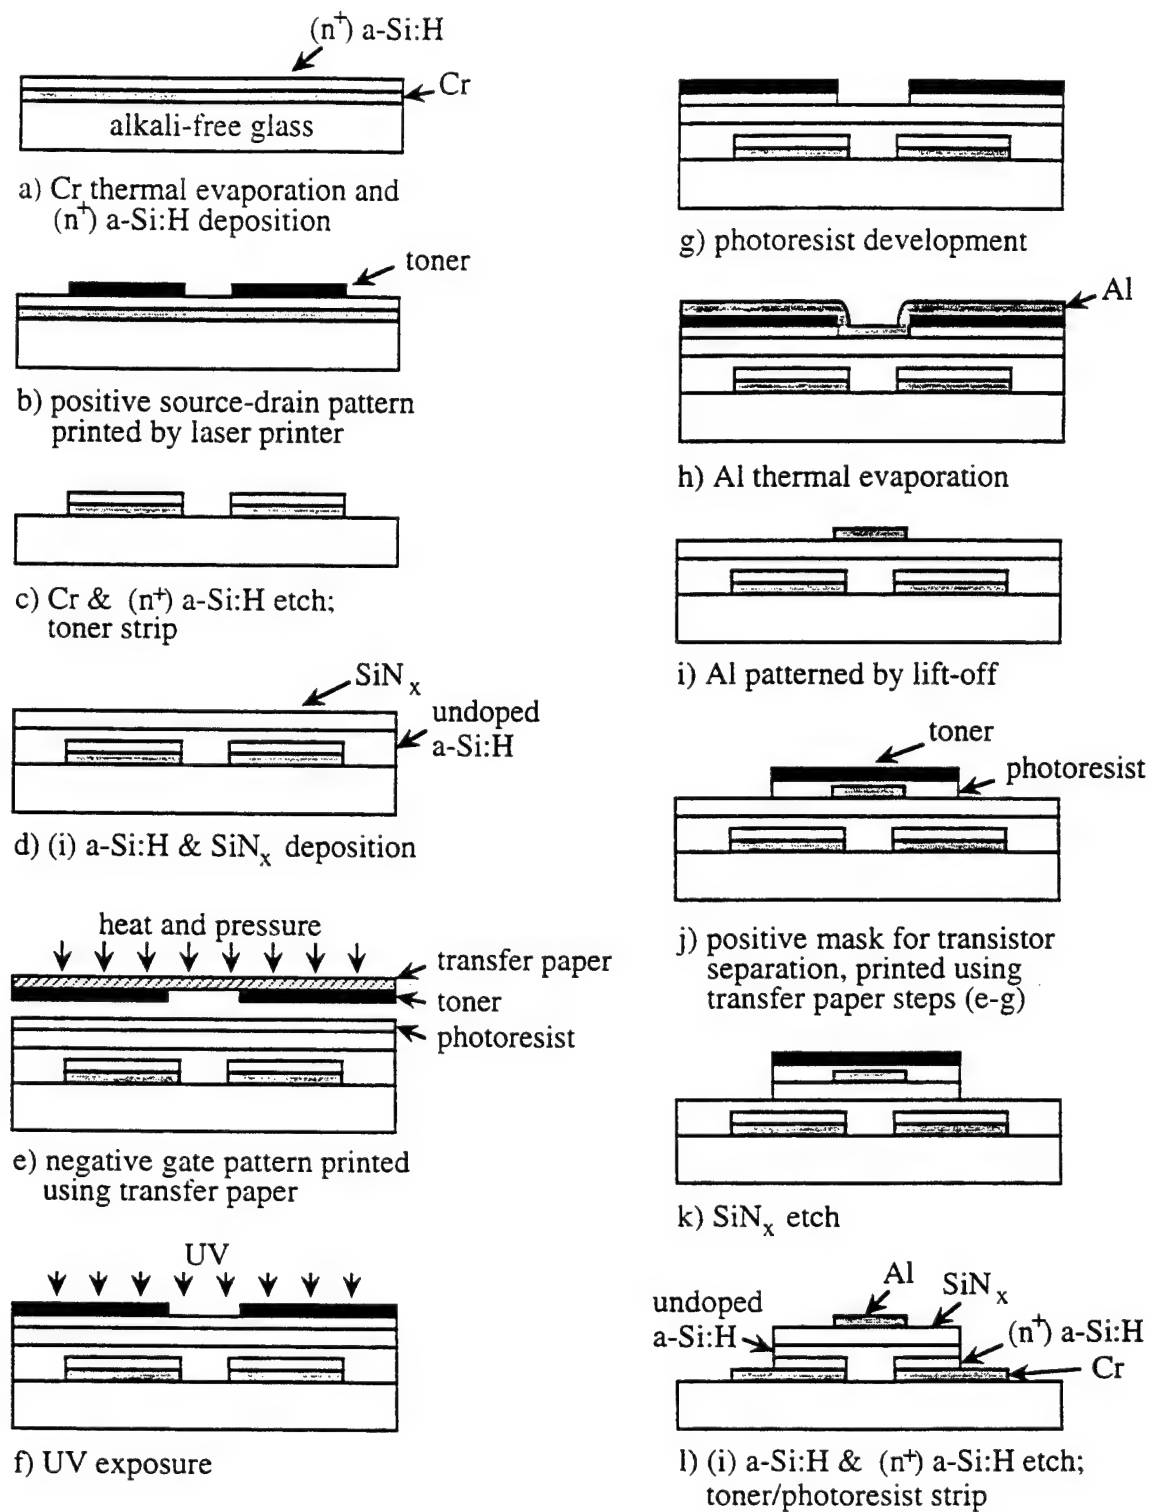 (n⁺) a-Si:H
Cr
alkali-free glass
a) Cr thermal evaporation and
(n⁺) a-Si:H deposition
toner
b) positive source-drain pattern
printed by laser printer
c) Cr & (n⁺) a-Si:H etch;
toner strip
SiNₓ
undoped
a-Si:H
d) (i) a-Si:H & SiNₓ deposition
heat and pressure
transfer paper
toner
photoresist
e) negative gate pattern printed
using transfer paper
UV
f) UV exposure
g) photoresist development
Al
h) Al thermal evaporation
i) Al patterned by lift-off
toner
photoresist
j) positive mask for transistor
separation, printed using
transfer paper steps (e-g)
k) SiNₓ etch
Al
SiNₓ
undoped
a-Si:H
(n⁺) a-Si:H
Cr
l) (i) a-Si:H & (n⁺) a-Si:H etch;
toner/photoresist strip